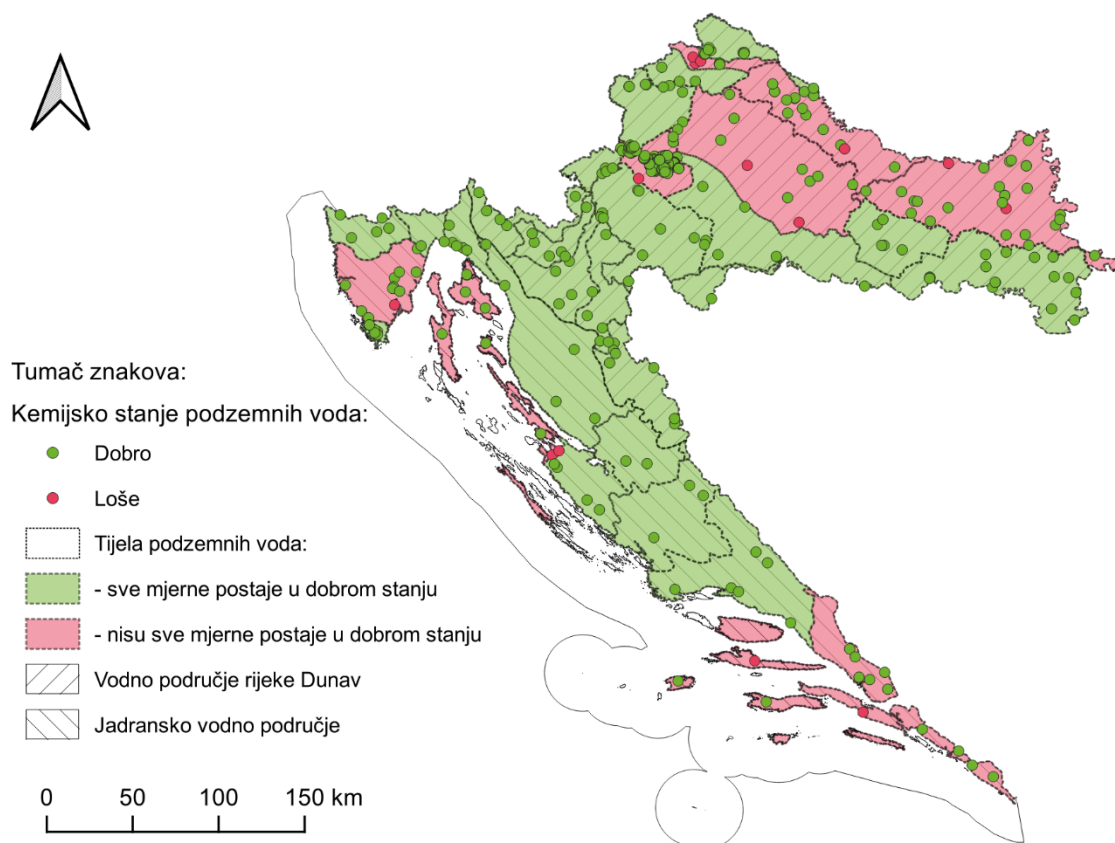 Tumač znakova:
Kemijsko stanje podzemnih voda:
Dobro
Loše
Tijela podzemnih voda:
- sve mjerne postaje u dobrom stanju
- nisu sve mjerne postaje u dobrom stanju
Vodno područje rijeke Dunav
Jadransko vodno područje
0 50 100 150 km